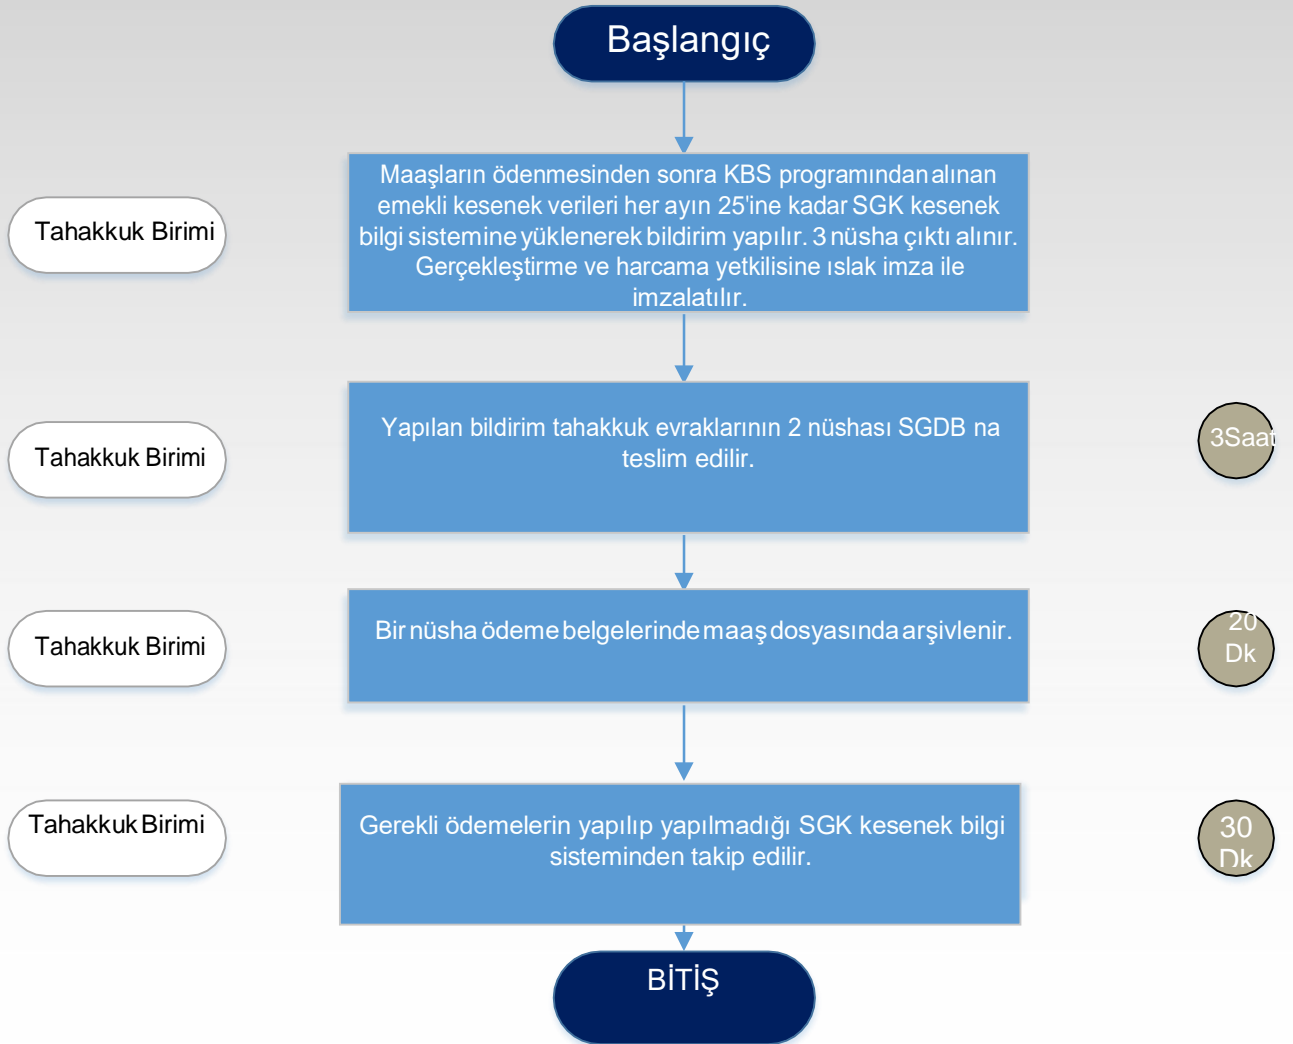 Başlangıç
Tahakkuk Birimi
Maaşların ödenmesinden sonra KBS programından alınan
emekli kesenek verileri her ayın 25'ine kadar SGK kesenek
bilgi sistemine yüklenerek bildirim yapılır. 3 nüsha çıktı alınır.
Gerçekleştirme ve harcama yetkilisine ıslak imza ile
imzalatılır.
Tahakkuk Birimi
Yapılan bildirim tahakkuk evraklarının 2 nüshası SGDB na
teslim edilir.
3Saat
Tahakkuk Birimi
Bir nüsha ödeme belgelerinde maaş dosyasında arşivlenir.
20
Dk
Tahakkuk Birimi
Gerekli ödemelerin yapılıp yapılmadığı SGK kesenek bilgi
sisteminden takip edilir.
30
Dk
BİTİŞ